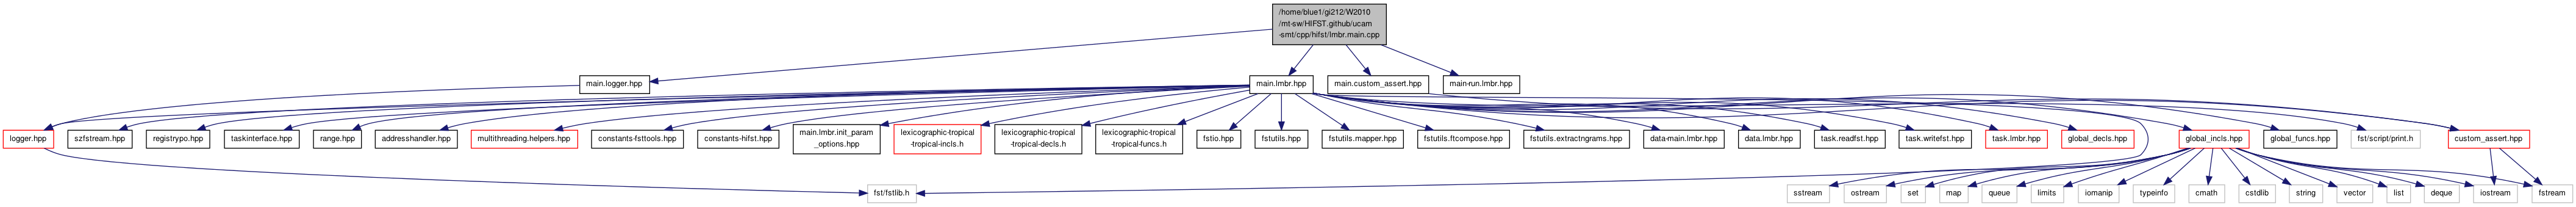 /home/blue1/gi212/W2010
/mt-sw/HIFST.github/ucam
-smt/cpp/hifst/lmbr.main.cpp
main.logger.hpp
main.lmbr.hpp
main.custom_assert.hpp
main-run.lmbr.hpp
logger.hpp
szfstream.hpp
registrypo.hpp
taskinterface.hpp
range.hpp
addresshandler.hpp
multithreading.helpers.hpp
constants-fsttools.hpp
constants-hifst.hpp
main.lmbr.init_param
_options.hpp
lexicographic-tropical
-tropical-incls.h
lexicographic-tropical
-tropical-decls.h
lexicographic-tropical
-tropical-funcs.h
fstio.hpp
fstutils.hpp
fstutils.mapper.hpp
fstutils.ftcompose.hpp
fstutils.extractngrams.hpp
data-main.lmbr.hpp
data.lmbr.hpp
task.readfst.hpp
task.writefst.hpp
task.lmbr.hpp
global_decls.hpp
global_incls.hpp
global_funcs.hpp
fst/script/print.h
custom_assert.hpp
fst/fstlib.h
sstream
ostream
set
map
queue
limits
iomanip
typeinfo
cmath
cstdlib
string
vector
list
deque
iostream
fstream